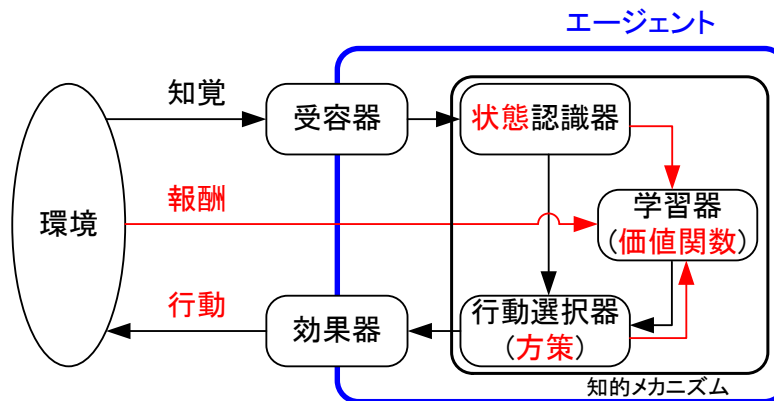 エージェント
知覚
受容器
状態認識器
環境
報酬
学習器
(価値関数)
行動
効果器
行動選択器
(方策)
知的メカニズム